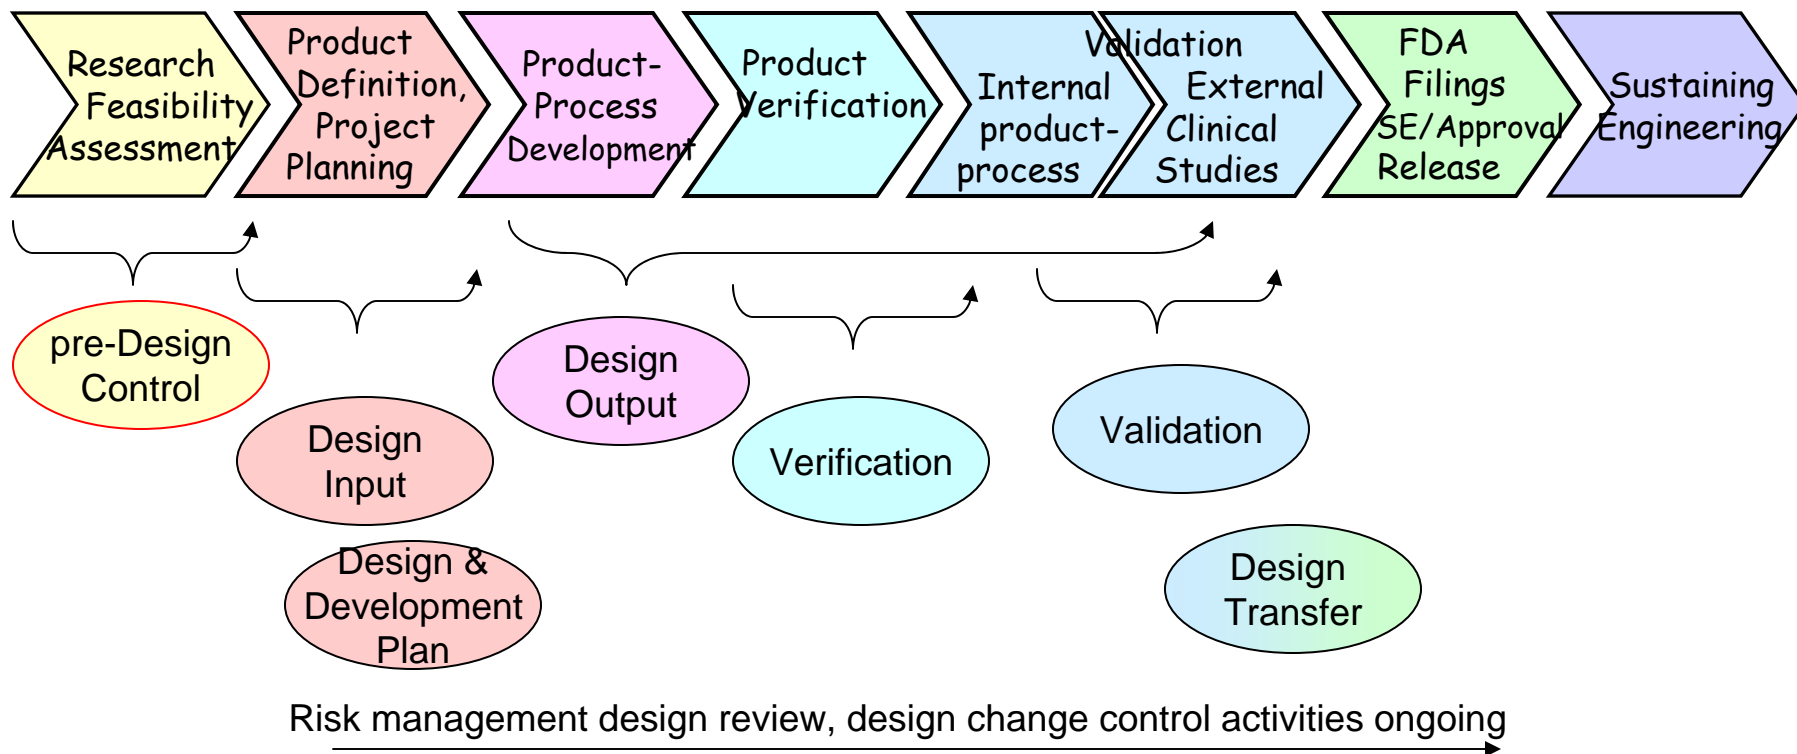 Research
Feasibility
Assessment
Product
Definition,
Project
Planning
Product-
Process
Development
Product
Verification
Validation
Internal
product-
process
External
Clinical
Studies
FDA
Filings
SE/Approval
Release
Sustaining
Engineering
pre-Design
Control
Design
Input
Design &
Development
Plan
Design
Output
Verification
Validation
Design
Transfer
Risk management design review, design change control activities ongoing